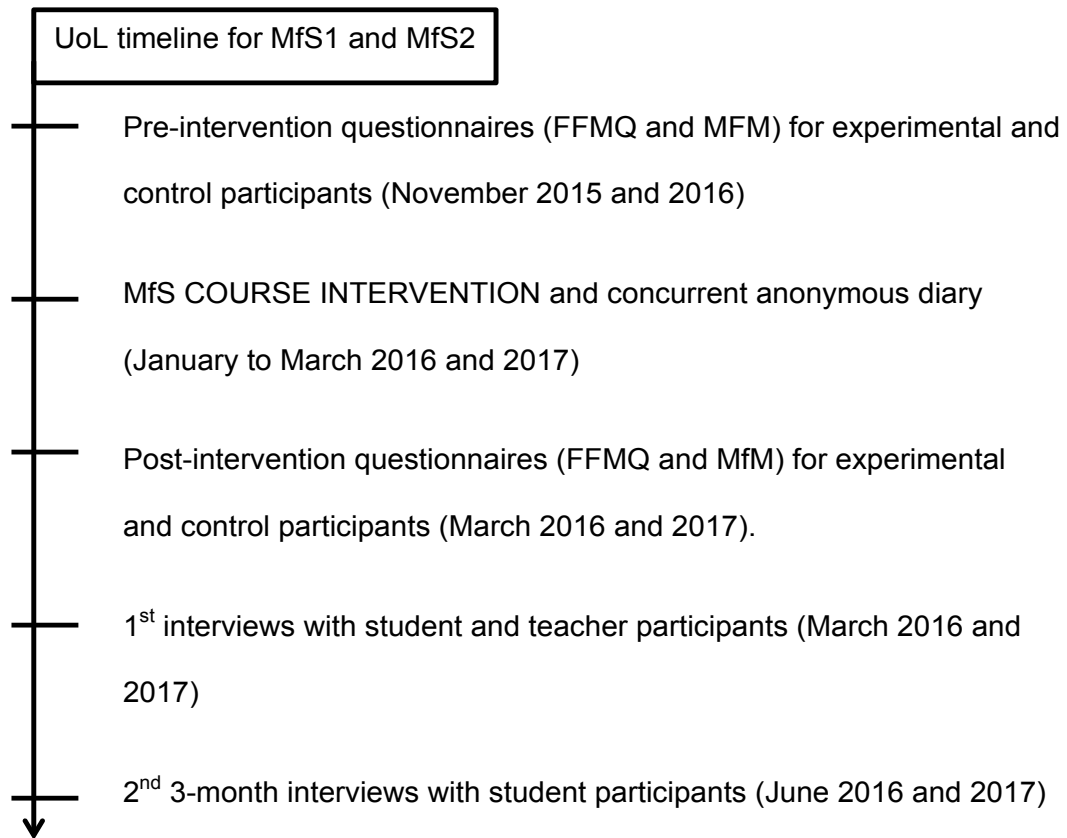 UoL timeline for MfS1 and MfS2
Pre-intervention questionnaires (FFMQ and MFM) for experimental and
control participants (November 2015 and 2016)
MfS COURSE INTERVENTION and concurrent anonymous diary
(January to March 2016 and 2017)
Post-intervention questionnaires (FFMQ and MfM) for experimental
and control participants (March 2016 and 2017).
1st interviews with student and teacher participants (March 2016 and
2017)
2nd 3-month interviews with student participants (June 2016 and 2017)